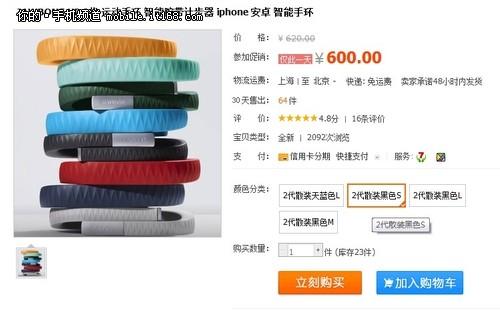 你的·手机频道 mobile.it168.com
运动手环 智能能量计步器 iphone 安卓 智能手环
价 格： ¥ 620.00
参加促销： 仅此一天 ¥ 600.00
物流运费： 上海 | 至 北京 快递：免运费 卖家承诺48小时内发货
30天售出： 64件
评 价： 4.8分 | 16条评价
宝贝类型： 全新 | 2092次浏览
支 付： 信用卡分期 快捷支付 服务： 7
颜色分类： 2代散装天蓝色L 2代散装黑色S 2代散装黑色L
2代散装黑色M 2代散装黑色S
购买数量： 1 件 (库存23件)
立刻购买 加入购物车